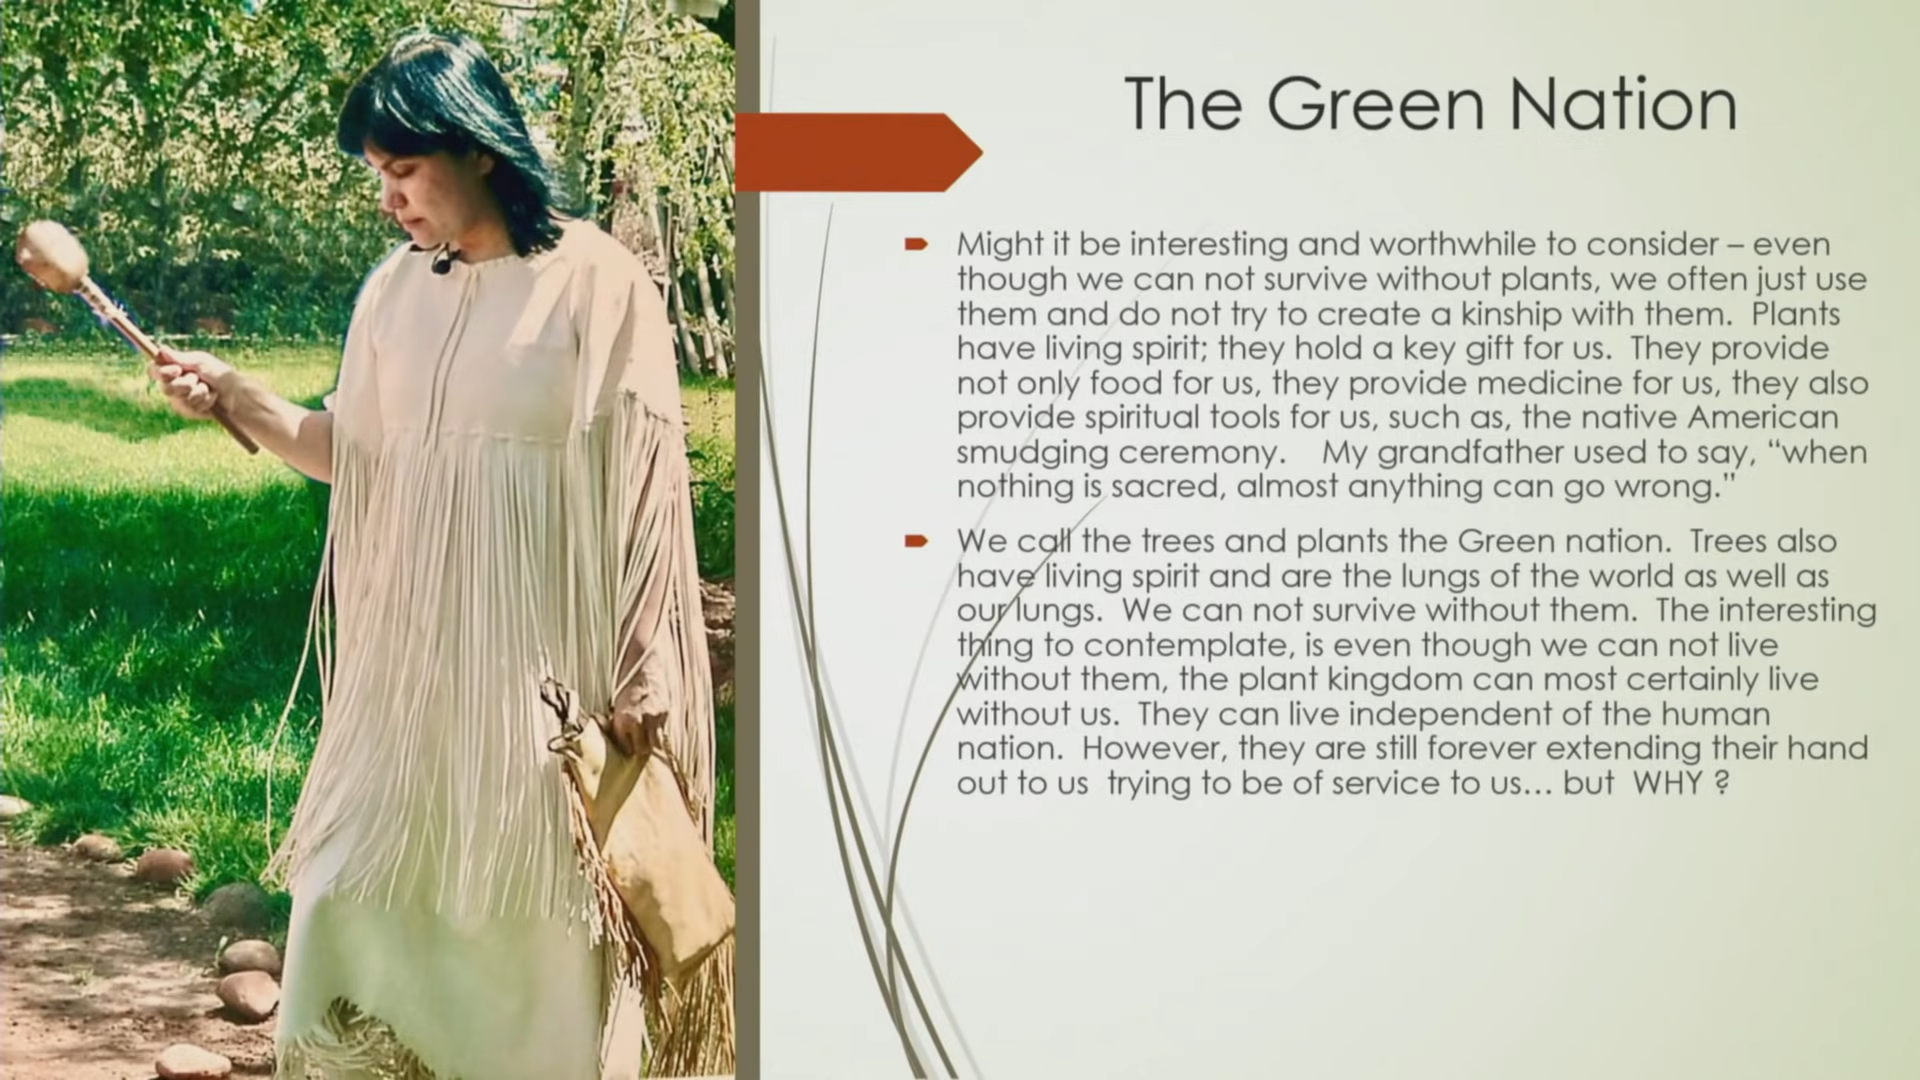 The Green Nation
Might it be interesting and worthwhile to consider – even
though we can not survive without plants, we often just use
them and do not try to create a kinship with them.  Plants
have living spirit; they hold a key gift for us.  They provide
not only food for us, they provide medicine for us, they also
provide spiritual tools for us, such as, the native American
smudging ceremony.    My grandfather used to say, “when
nothing is sacred, almost anything can go wrong.”
We call the trees and plants the Green nation.  Trees also
have living spirit and are the lungs of the world as well as
our lungs.  We can not survive without them.  The interesting
thing to contemplate, is even though we can not live
without them, the plant kingdom can most certainly live
without us.  They can live independent of the human
nation.  However, they are still forever extending their hand
out to us  trying to be of service to us… but  WHY ?